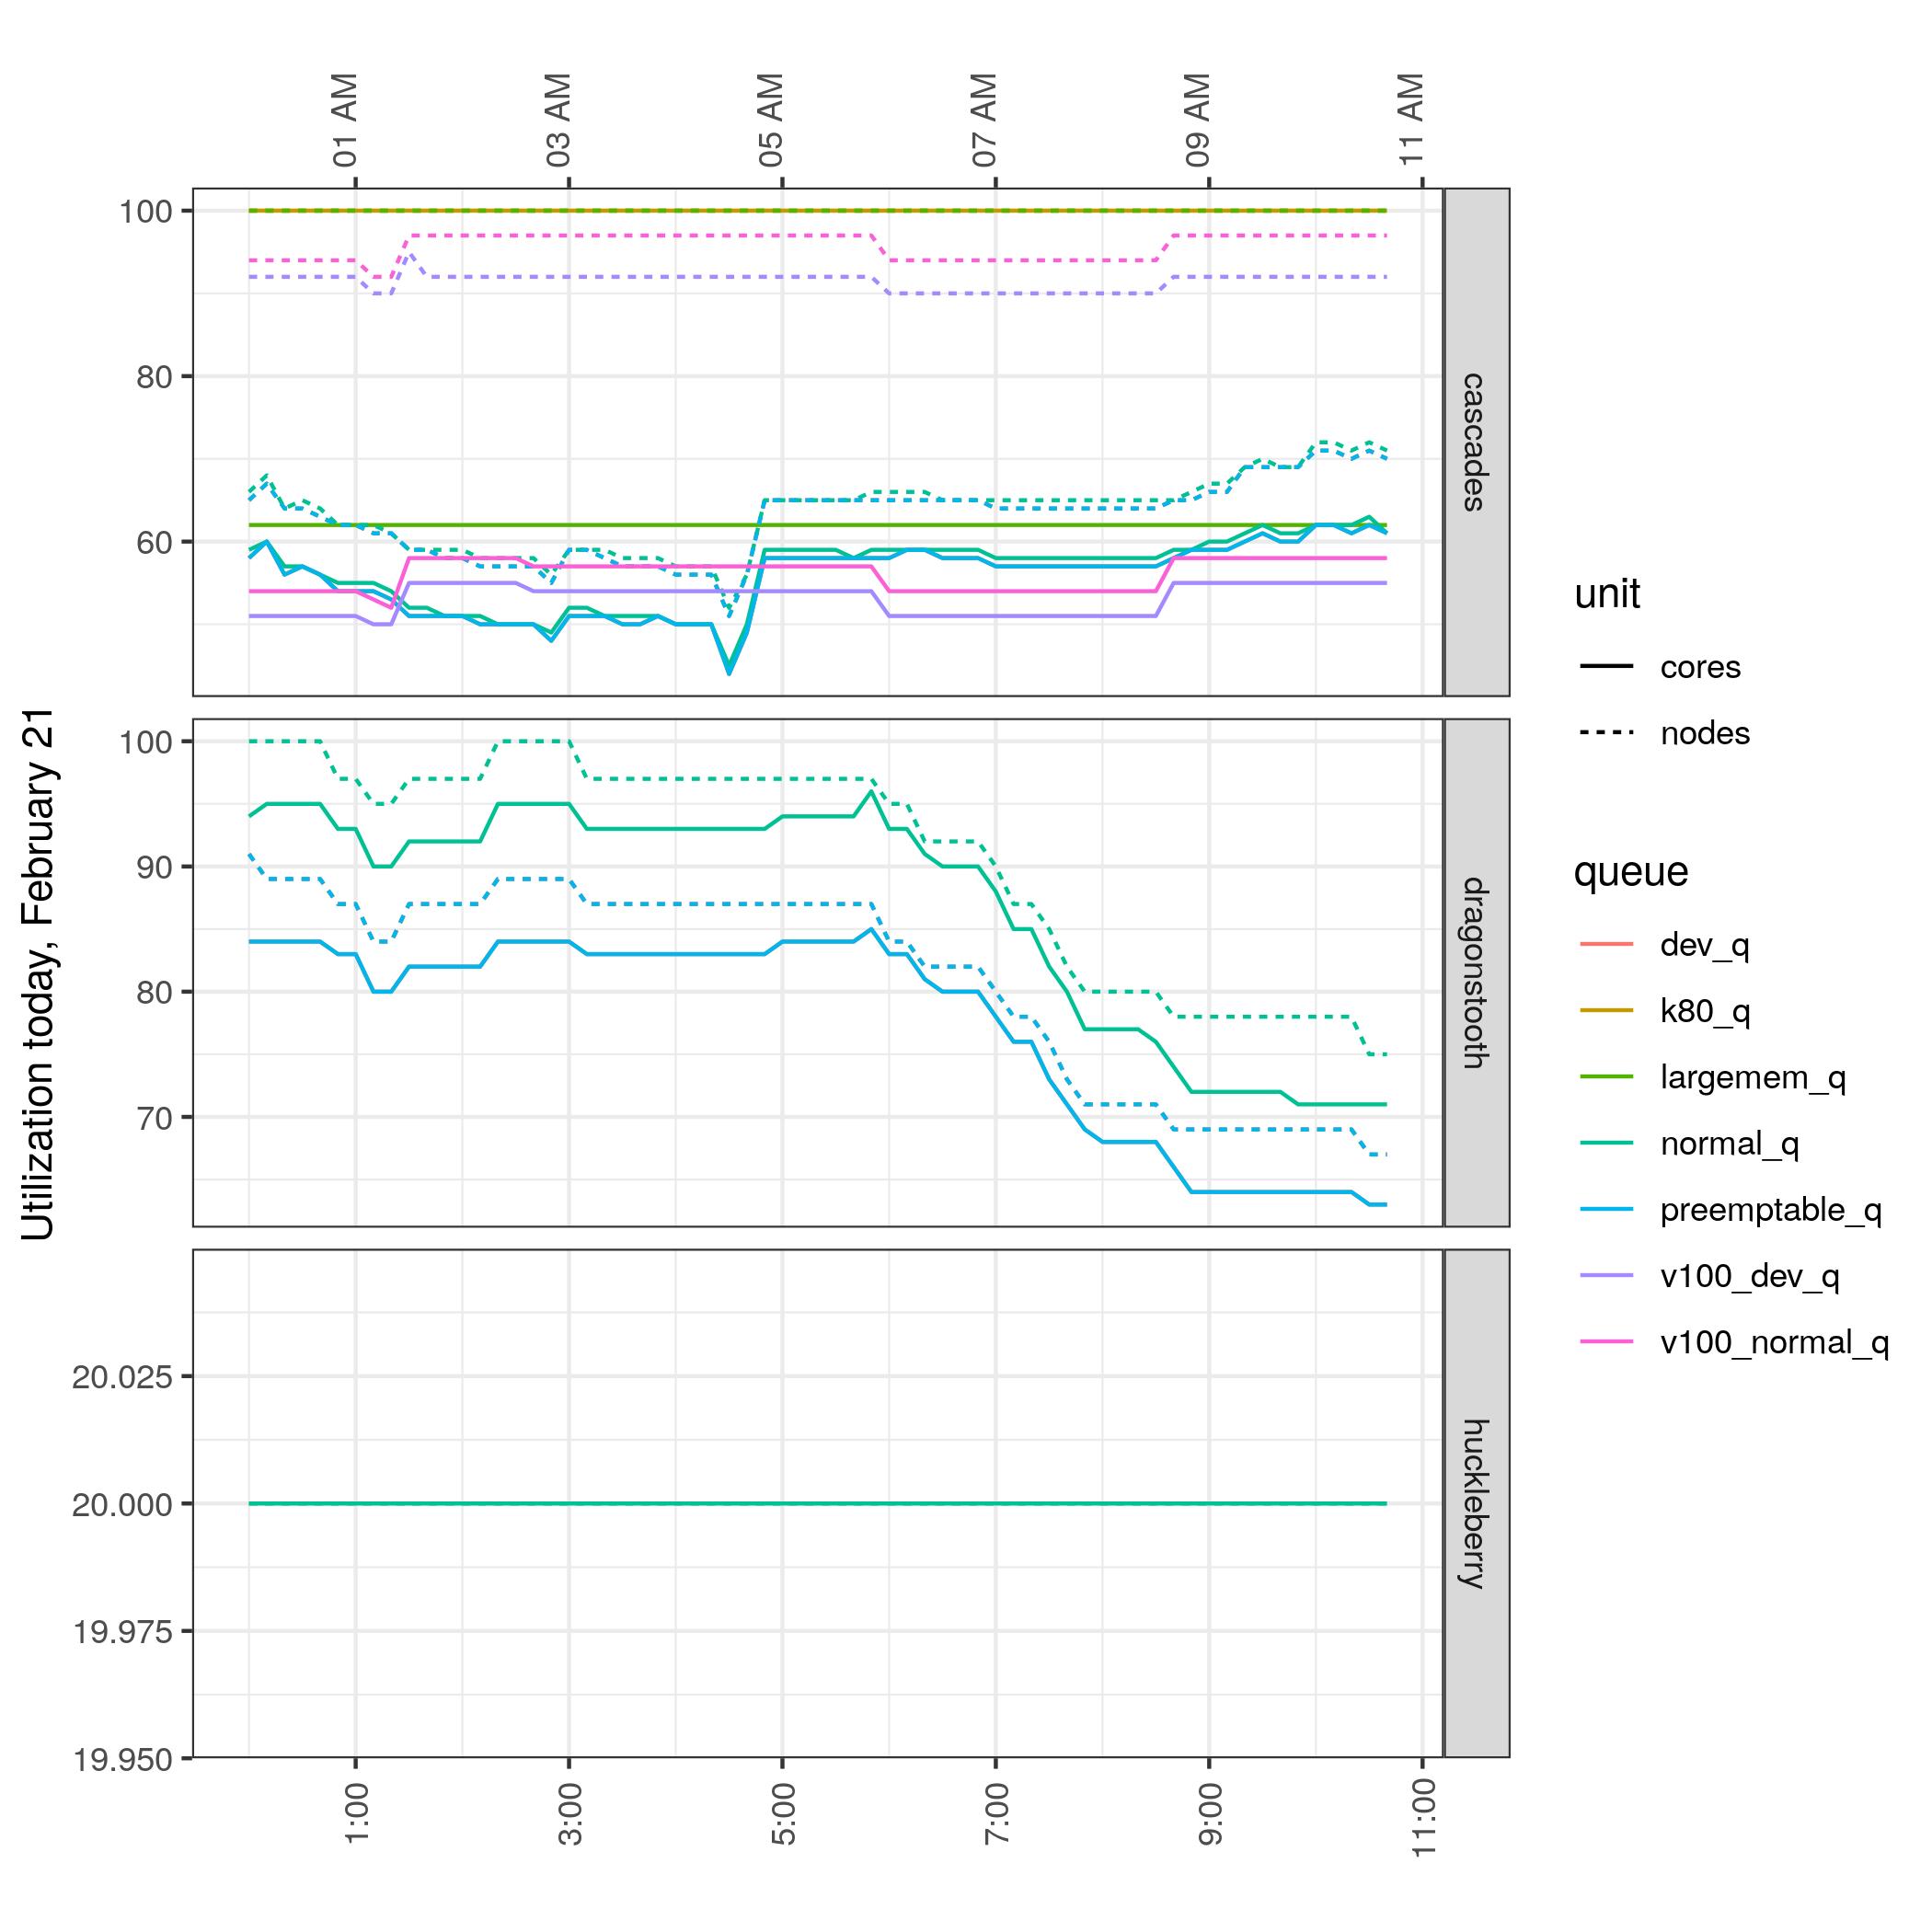 01 AM
03 AM
05 AM
07 AM
09 AM
11 AM
Utilization today, February 21
100
80
60
cascades
100
90
80
70
dragonstooth
20.025
20.000
19.975
19.950
huckleberry
1:00
3:00
5:00
7:00
9:00
11:00
unit
cores
nodes
queue
dev_q
k80_q
largemem_q
normal_q
preemptable_q
v100_dev_q
v100_normal_q